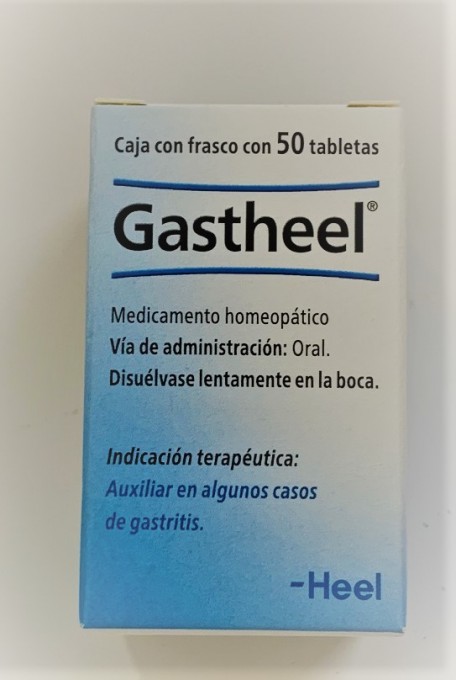 Caja con frasco con 50 tabletas
Gastheel®
Medicamento homeopático
Vía de administración: Oral.
Disuélvase lentamente en la boca.
Indicación terapéutica:
Auxiliar en algunos casos
de gastritis.
-Heel